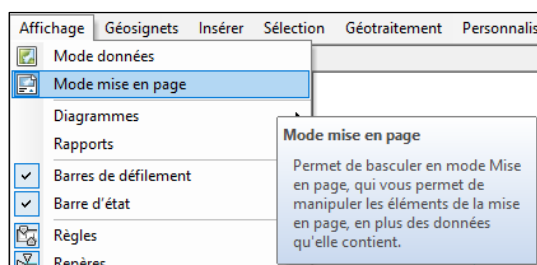 Affichage Géosignets Insérer Sélection Géotraitement Personnalis
Mode données
Mode mise en page
Diagrammes
Rapports
Barres de défilement
Barre d'état
Règles
Repères
Mode mise en page
Permet de basculer en mode Mise
en page, qui vous permet de
manipuler les éléments de la mise
en page, en plus des données
qu'elle contient.